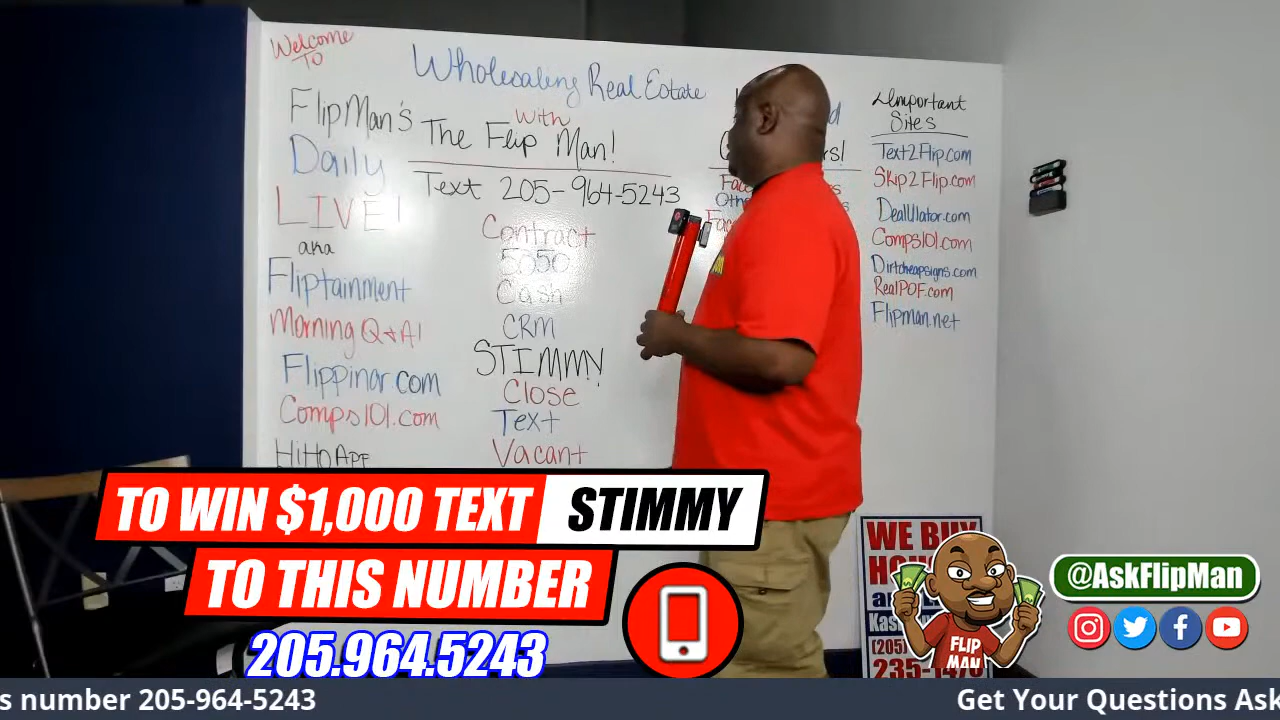 Welcome
To
FlipMan's
Daily
LIVE!
aka
Fliptainment
Morning Q & A!
Flippinar.com
Comps101.com
HiHo App
Wholesaling Real Estate
With
The Flip Man!
Text 205-964-5243
Contract
5050
Cash
CRM
STIMMY
Close
Text
Vacant
Important
Sites
Text2Flip.com
Skip2Flip.com
DealUlator.com
Comps101.com
Dirtcheapsigns.com
RealPOF.com
Flipman.net
TO WIN $1,000 TEXT STIMMY
TO THIS NUMBER
205.964.5243
WE BUY
(205)
FLIP
MAN
@AskFlipMan
s number 205-964-5243
Get Your Questions Ask